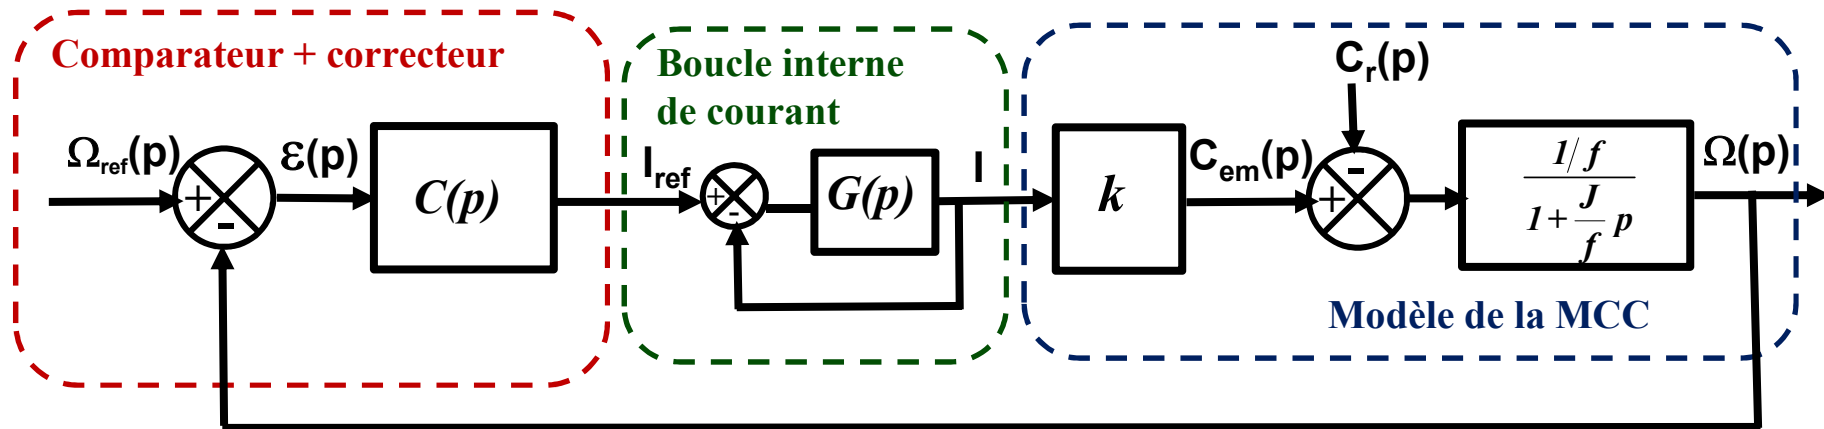 Comparateur + correcteur
Boucle interne
de courant
Cr(p)
Ωref(p)
+
-
ε(p)
C(p)
Iref
+
-
G(p)
I
k
Cem(p)
-
+
1/f
1+ J/f p
Ω(p)
Modèle de la MCC